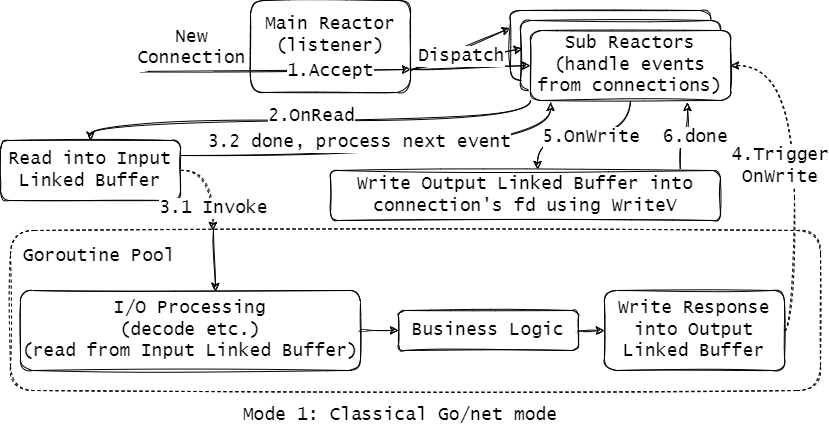 New
Connection
Main Reactor
(listener)
1.Accept
Dispatch
Sub Reactors
(handle events
from connections)
2.OnRead
3.2 done, process next event
5.OnWrite
6.done
4.Trigger
OnWrite
Read into Input
Linked Buffer
3.1 Invoke
Write Output Linked Buffer into
connection's fd using WriteV
Goroutine Pool
I/O Processing
(decode etc.)
(read from Input Linked Buffer)
Business Logic
Write Response
into Output
Linked Buffer
Mode 1: Classical Go/net mode